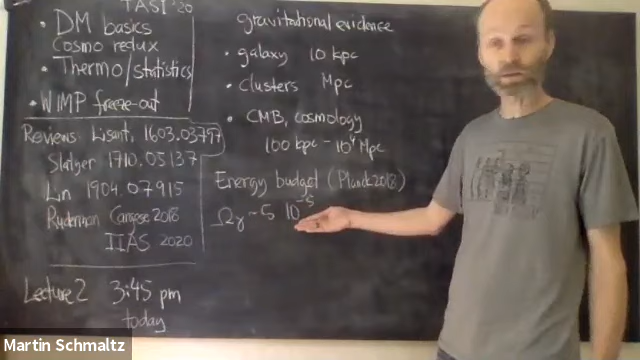 TASI '20
• DM basics
Cosmo redux
• Thermo/statistics
• WIMP freeze-out
Reviews: Lisanti, 1603.03797
Slatyer 1710.05137
Lin 1904.07915
Ruderman Cargese 2018
IIAS 2020
Lecture 2 3:45 pm
today
gravitational evidence
• galaxy 10 kpc
• clusters Mpc
• CMB, cosmology
100 kpc - 10⁴ Mpc
Energy budget (Planck 2018)
Ωγ ~ 5 10⁻⁵
Martin Schmaltz